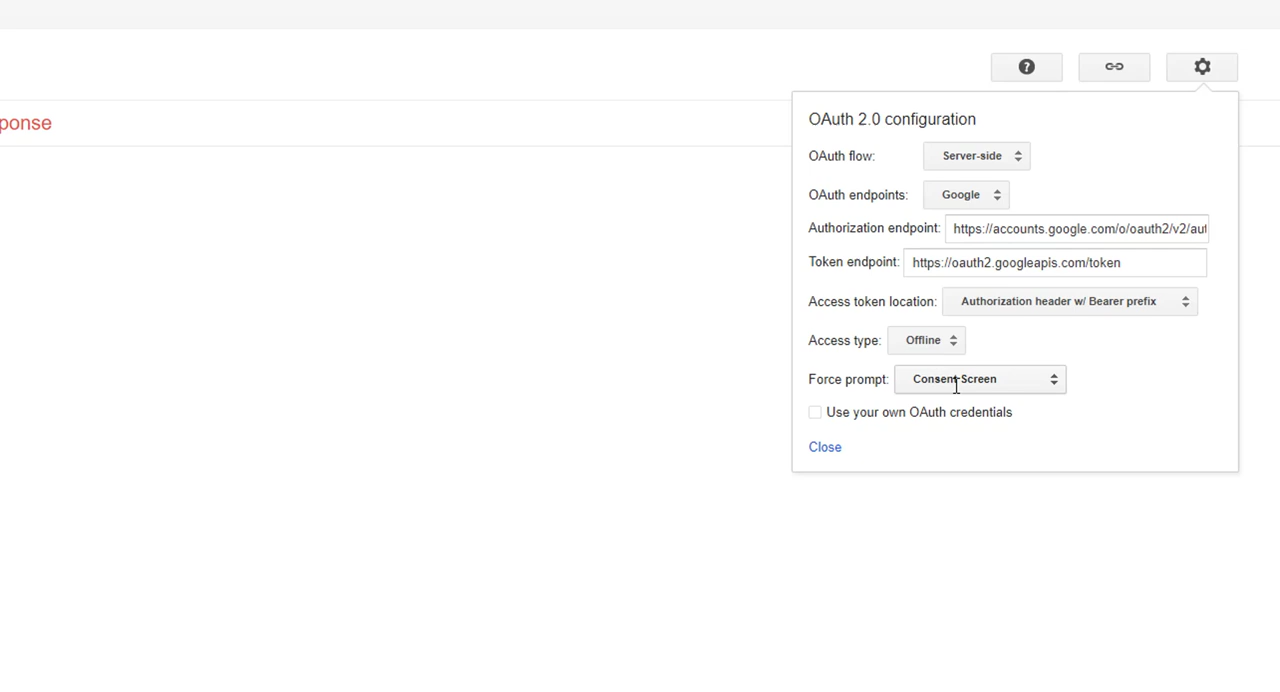 ponse
OAuth 2.0 configuration
OAuth flow: Server-side
OAuth endpoints: Google
Authorization endpoint: https://accounts.google.com/o/oauth2/v2/aut
Token endpoint: https://oauth2.googleapis.com/token
Access token location: Authorization header w/ Bearer prefix
Access type: Offline
Force prompt: Consent Screen
Use your own OAuth credentials
Close